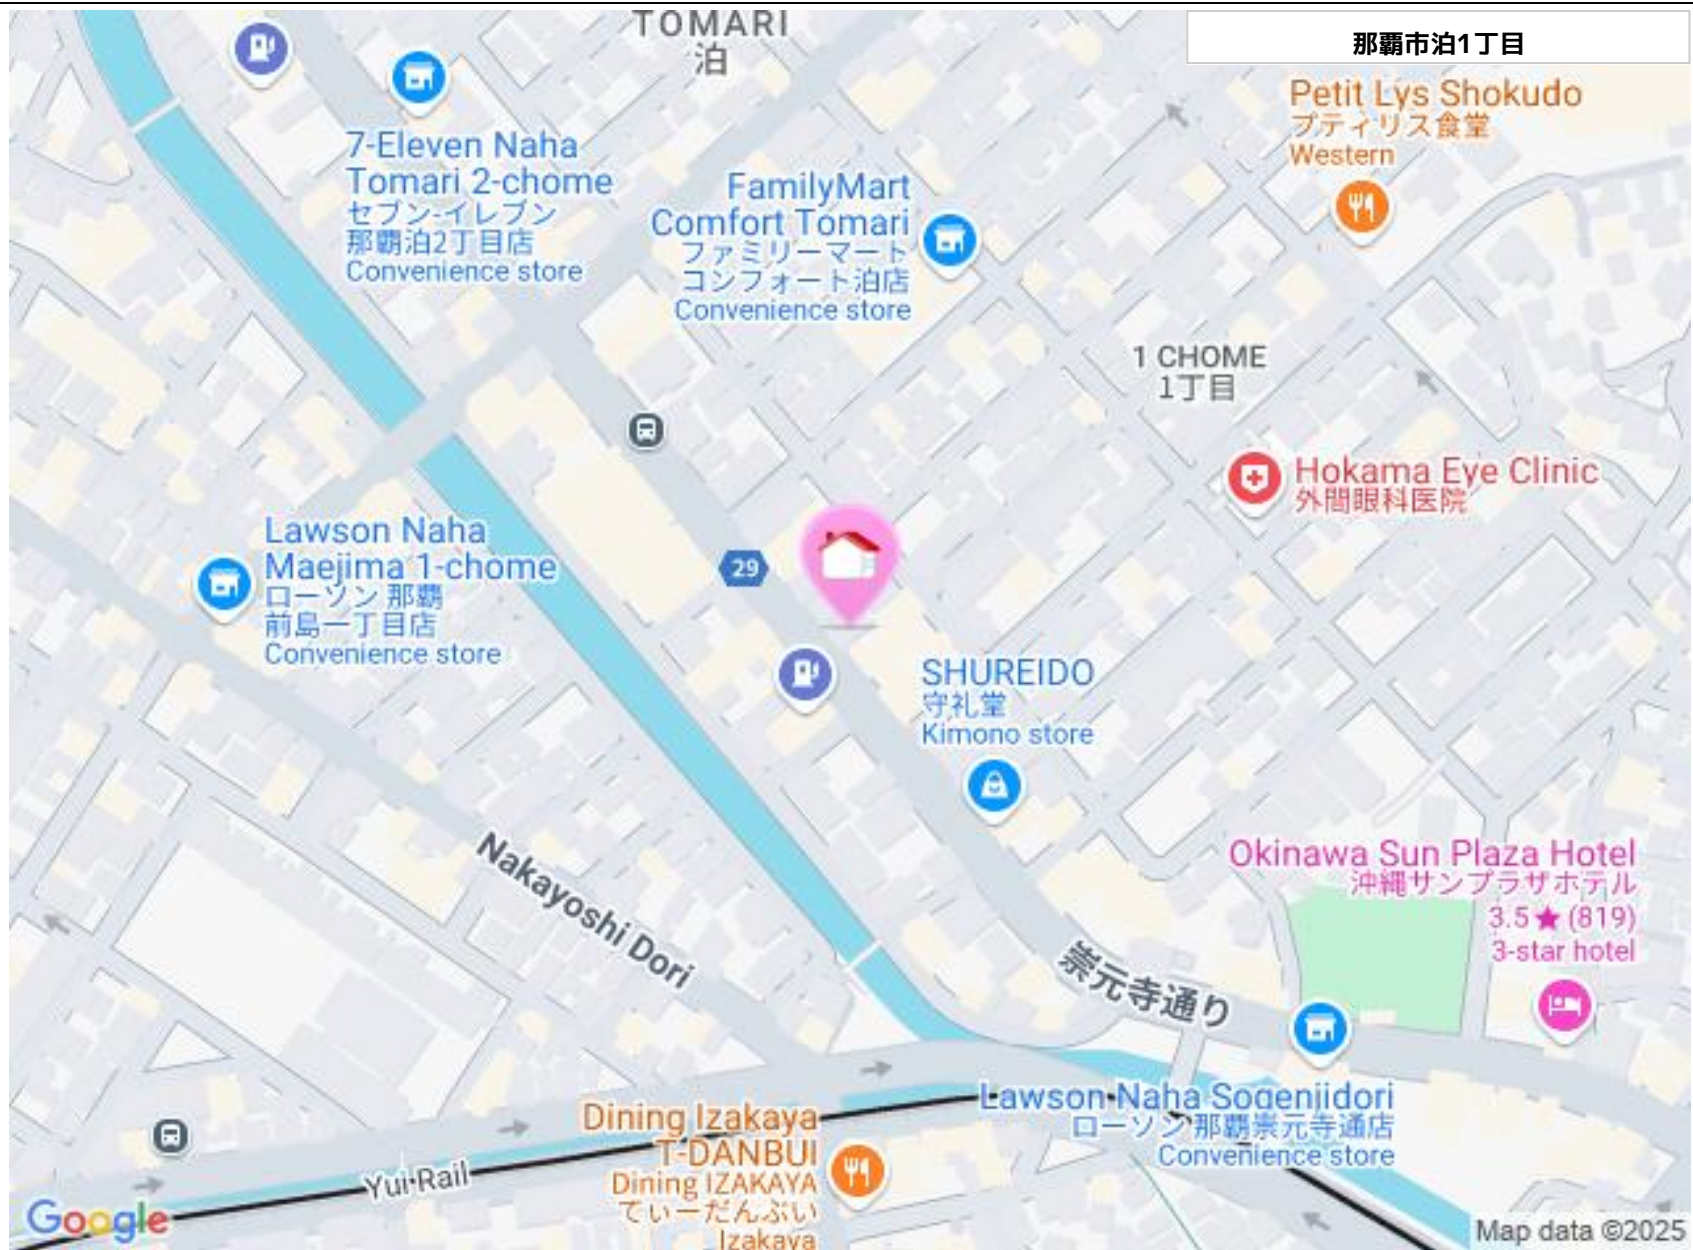 TOMARI
泊
那覇市泊1丁目
7-Eleven Naha
Tomari 2-chome
セブン-イレブン
那覇泊2丁目店
Convenience store
FamilyMart
Comfort Tomari
ファミリーマート
コンフォート泊店
Convenience store
Petit Lys Shokudo
プティリス食堂
Western
1 CHOME
1丁目
Hokama Eye Clinic
外間眼科医院
Lawson Naha
Maejima 1-chome
ローソン 那覇
前島一丁目店
Convenience store
29
SHUREIDO
守礼堂
Kimono store
Nakayoshi Dori
Okinawa Sun Plaza Hotel
沖縄サンプラザホテル
3.5★(819)
3-star hotel
崇元寺通り
Lawson Naha Sogenjidori
ローソン 那覇崇元寺通店
Convenience store
Dining Izakaya
T-DANBUI
Dining IZAKAYA
てぃーだんぶい
Izakaya
Yui Rail
Google
Map data ©2025